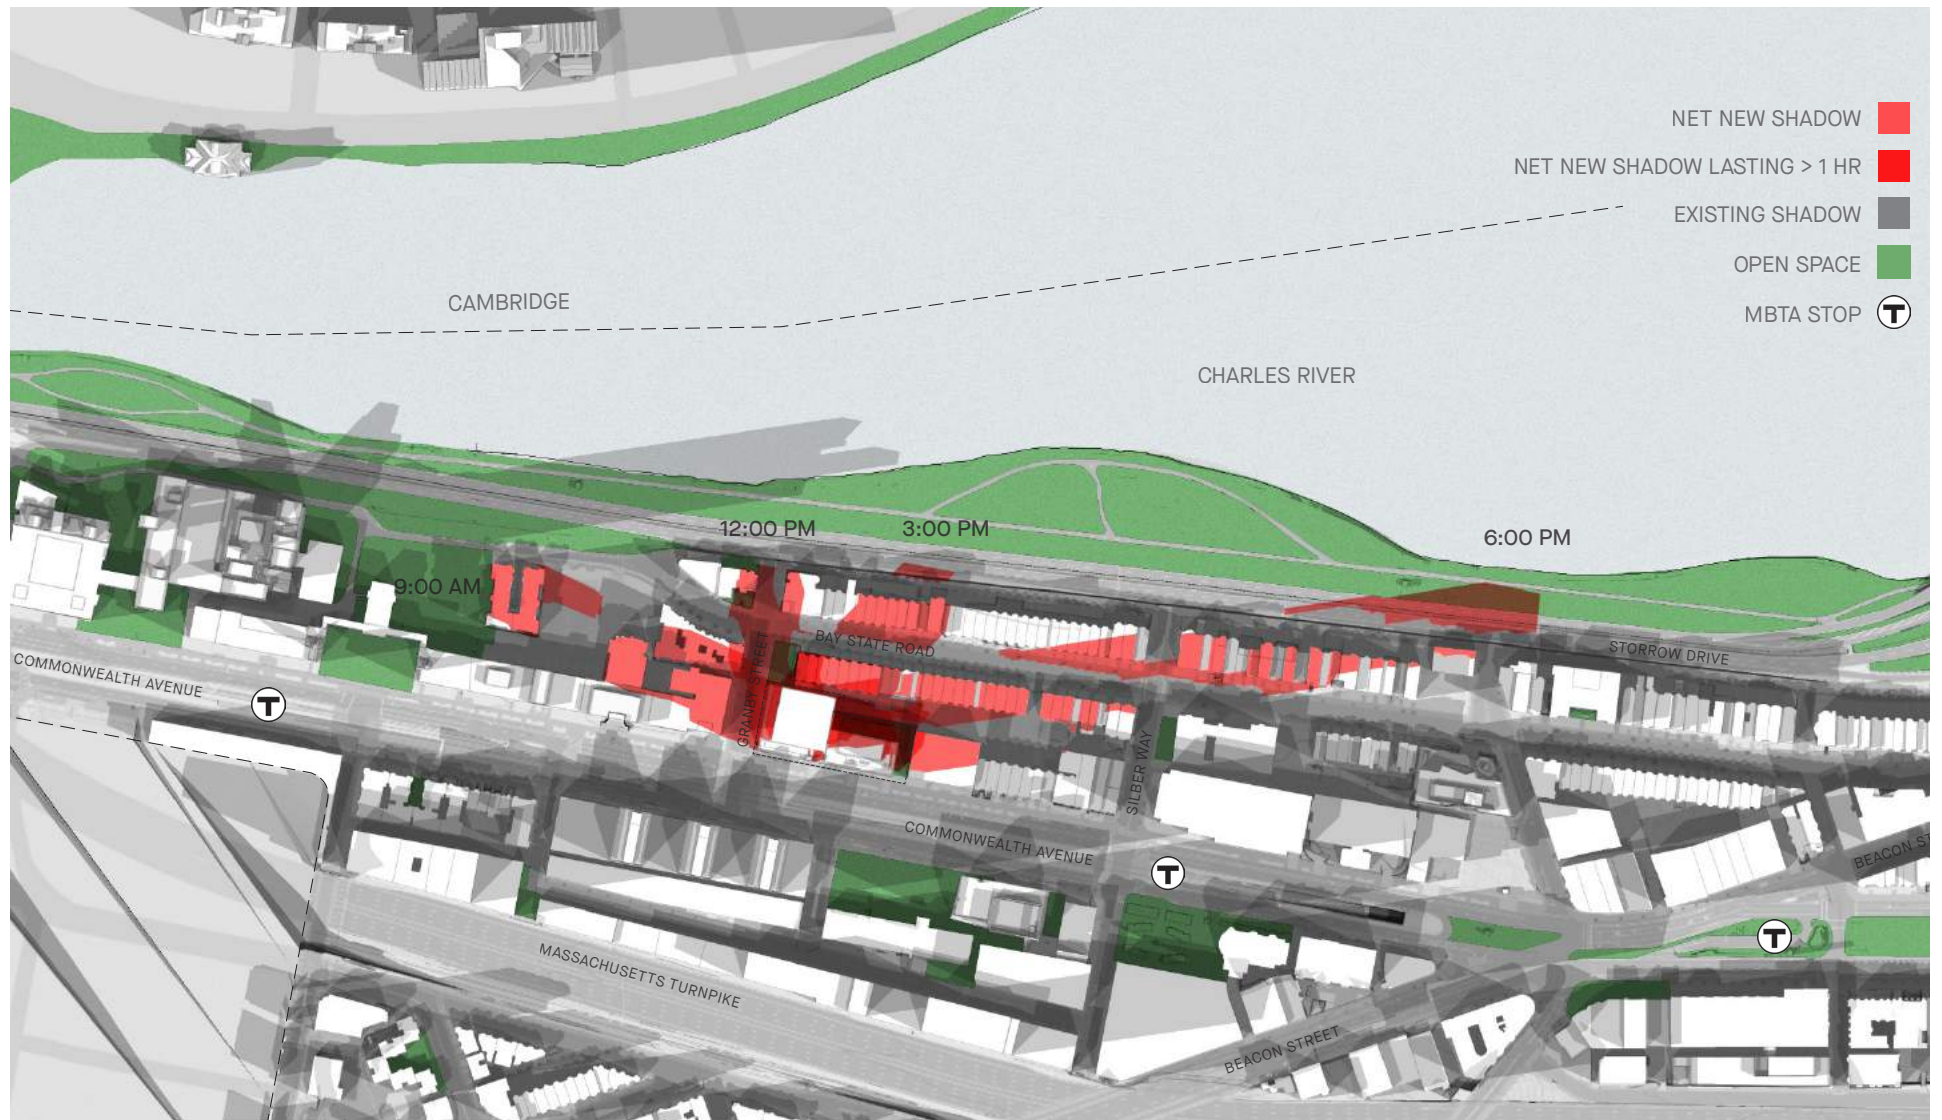 NET NEW SHADOW
NET NEW SHADOW LASTING > 1 HR
EXISTING SHADOW
OPEN SPACE
MBTA STOP T
CAMBRIDGE
CHARLES RIVER
12:00 PM
3:00 PM
6:00 PM
9:00 AM
BAY STATE ROAD
GRANBY STREET
STORROW DRIVE
COMMONWEALTH AVENUE
T
SILBER WAY
COMMONWEALTH AVENUE
T
BEACON ST
T
MASSACHUSETTS TURNPIKE
BEACON STREET